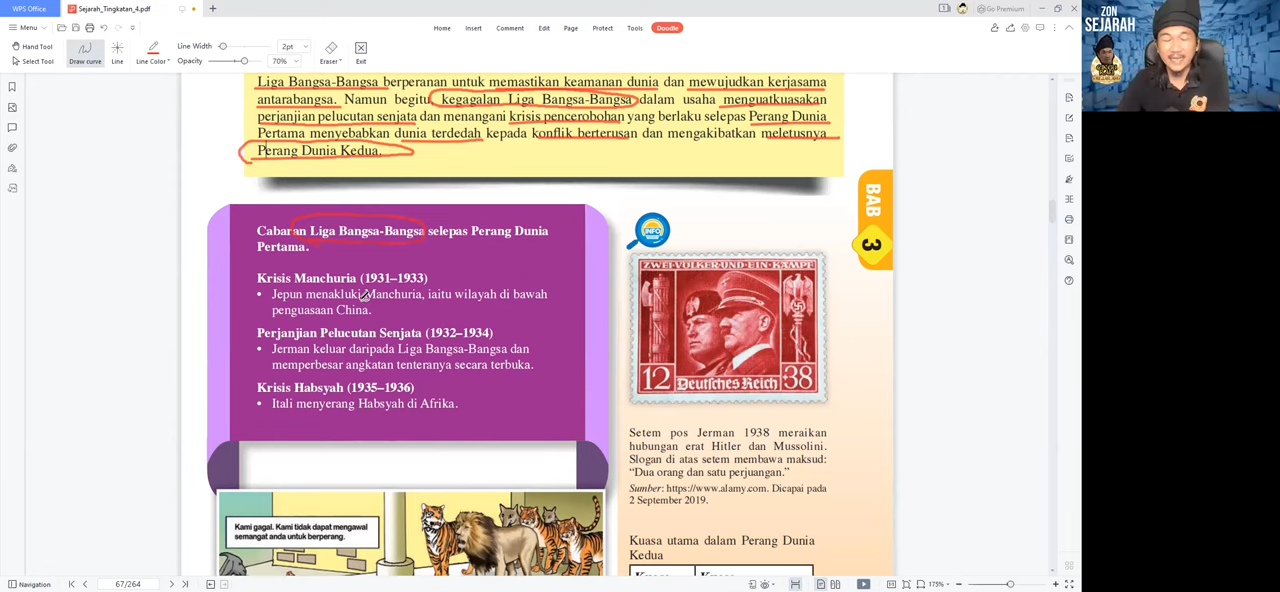 WPS Office
Sejarah_Tingkatan_4.pdf
Go Premium
Menu
Home
Insert
Comment
Edit
Page
Protect
Tools
Doodle
Hand Tool
Select Tool
Draw curve
Line
Line Color
Line Width
2pt
Opacity
70%
Eraser
Exit
ZON
SEJARAH
Liga Bangsa-Bangsa berperanan untuk memastikan keamanan dunia dan mewujudkan kerjasama
antarabangsa. Namun begitu, kegagalan Liga Bangsa-Bangsa dalam usaha menguatkuasakan
perjanjian pelucutan senjata dan menangani krisis pencerobohan yang berlaku selepas Perang Dunia
Pertama menyebabkan dunia terdedah kepada konflik berterusan dan mengakibatkan meletusnya
Perang Dunia Kedua.
BAB
3
Cabaran Liga Bangsa-Bangsa selepas Perang Dunia
Pertama.
Krisis Manchuria (1931–1933)
• Jepun menakluki Manchuria, iaitu wilayah di bawah
penguasaan China.
Perjanjian Pelucutan Senjata (1932–1934)
• Jerman keluar daripada Liga Bangsa-Bangsa dan
memperbesar angkatan tenteranya secara terbuka.
Krisis Habsyah (1935–1936)
• Itali menyerang Habsyah di Afrika.
INFO
ZWEI VÖLKER UND EIN KAMPF
12 Deutsches Reich +38
Setem pos Jerman 1938 meraikan
hubungan erat Hitler dan Mussolini.
Slogan di atas setem membawa maksud:
“Dua orang dan satu perjuangan.”
Sumber: https://www.alamy.com. Dicapai pada
2 September 2019.
Kami gagal. Kami tidak dapat mengawal
semangat anda untuk berperang.
Kuasa utama dalam Perang Dunia
Kedua
Kuasa
Kuasa
Navigation
67/264
175%